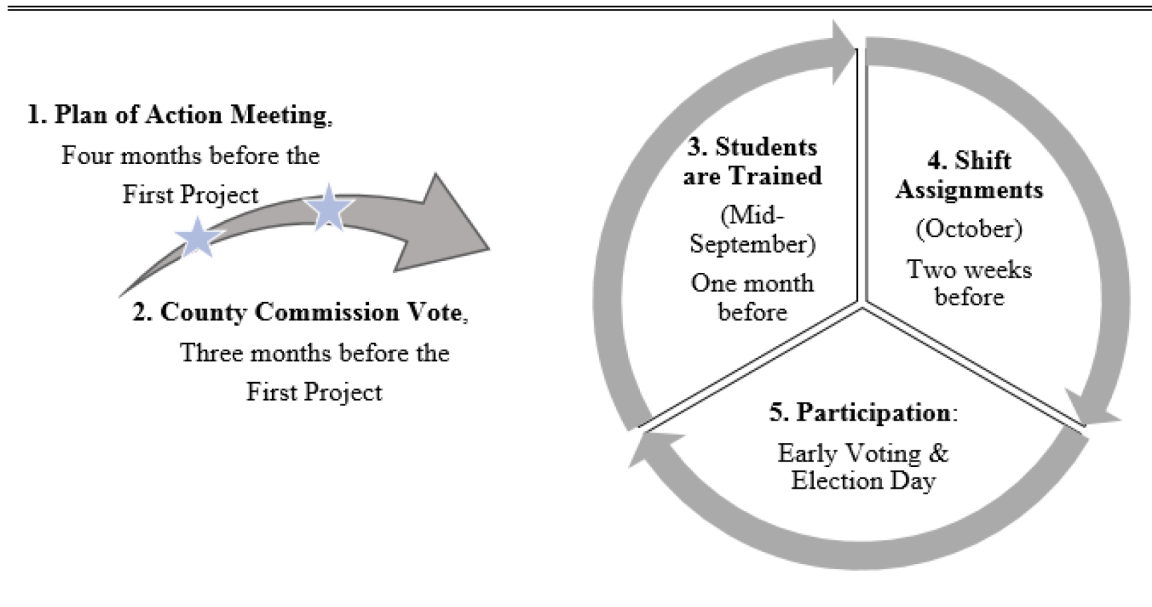 1. Plan of Action Meeting,
Four months before the
First Project
2. County Commission Vote,
Three months before the
First Project
3. Students
are Trained
(Mid-
September)
One month
before
4. Shift
Assignments
(October)
Two weeks
before
5. Participation:
Early Voting &
Election Day